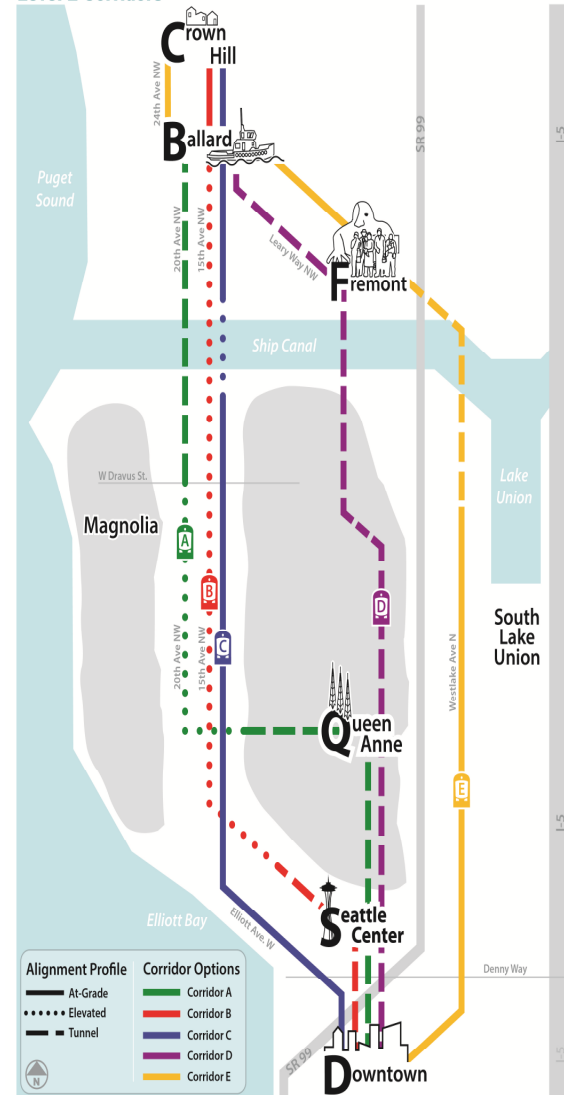 Crown
Hill
24th Ave NW
Ballard
SR 99
I-5
Puget
Sound
20th Ave NW
15th Ave NW
Leary Way NW
Fremont
Ship Canal
W Dravus St.
Lake
Union
Magnolia
A
B
C
D
South
Lake
Union
20th Ave NW
15th Ave NW
Westlake Ave N
Queen
Anne
E
I-5
Seattle
Center
Elliott Bay
Elliott Ave. W
Denny Way
Alignment Profile
At-Grade
Elevated
Tunnel
Corridor Options
Corridor A
Corridor B
Corridor C
Corridor D
Corridor E
N
SR 99
Downtown
I-5